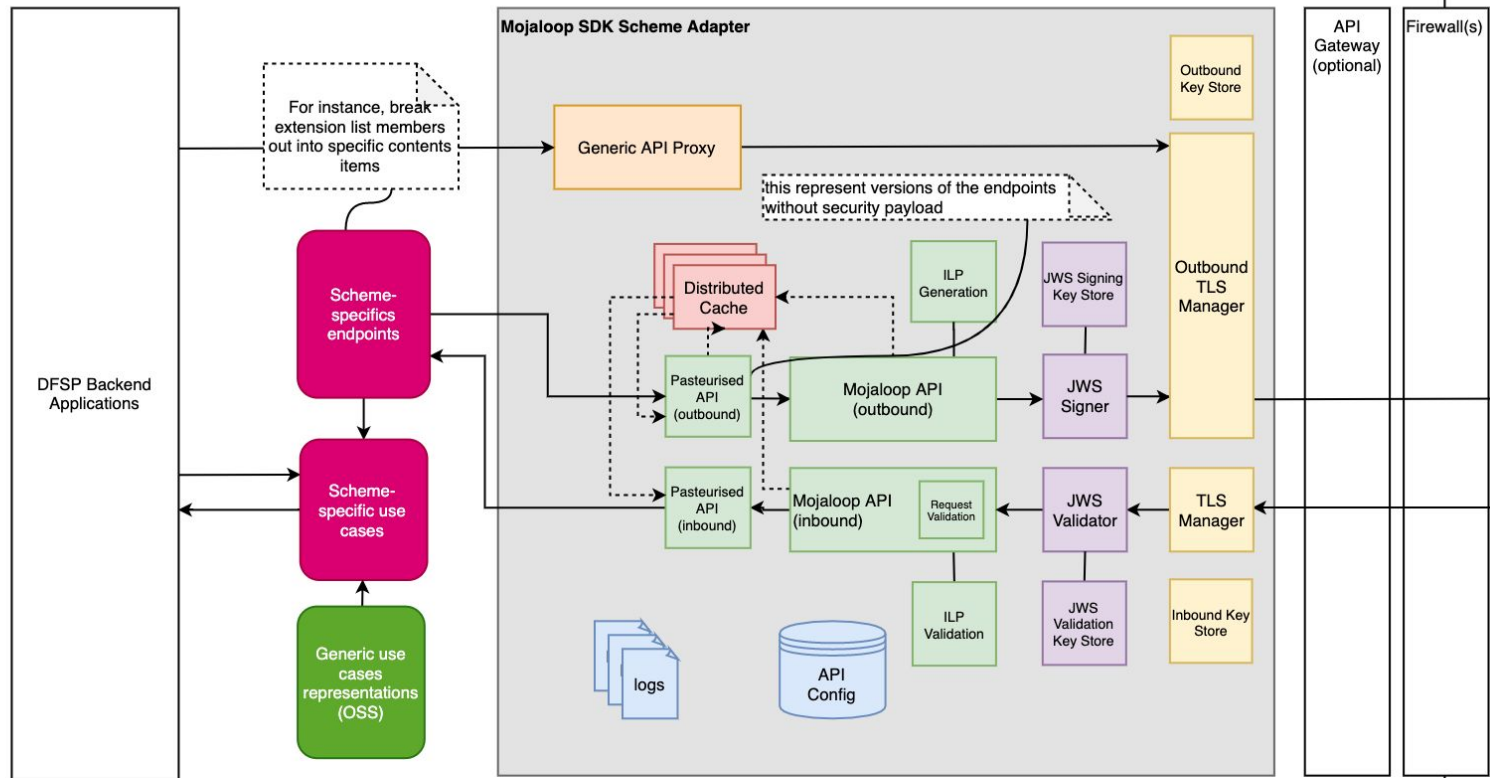 Mojaloop SDK Scheme Adapter
API
Gateway
(optional)
Firewall(s)
Outbound
Key Store
For instance, break
extension list members
out into specific contents
items
Generic API Proxy
this represent versions of the endpoints
without security payload
Scheme-
specifics
endpoints
Distributed
Cache
ILP
Generation
JWS Signing
Key Store
Outbound
TLS
Manager
DFSP Backend
Applications
Pasteurised
API
(outbound)
Mojaloop API
(outbound)
JWS
Signer
Scheme-
specific use
cases
Pasteurised
API
(inbound)
Mojaloop API
(inbound)
Request
Validation
JWS
Validator
TLS
Manager
Generic use
cases
representations
(OSS)
logs
API
Config
ILP
Validation
JWS
Validation
Key Store
Inbound Key
Store